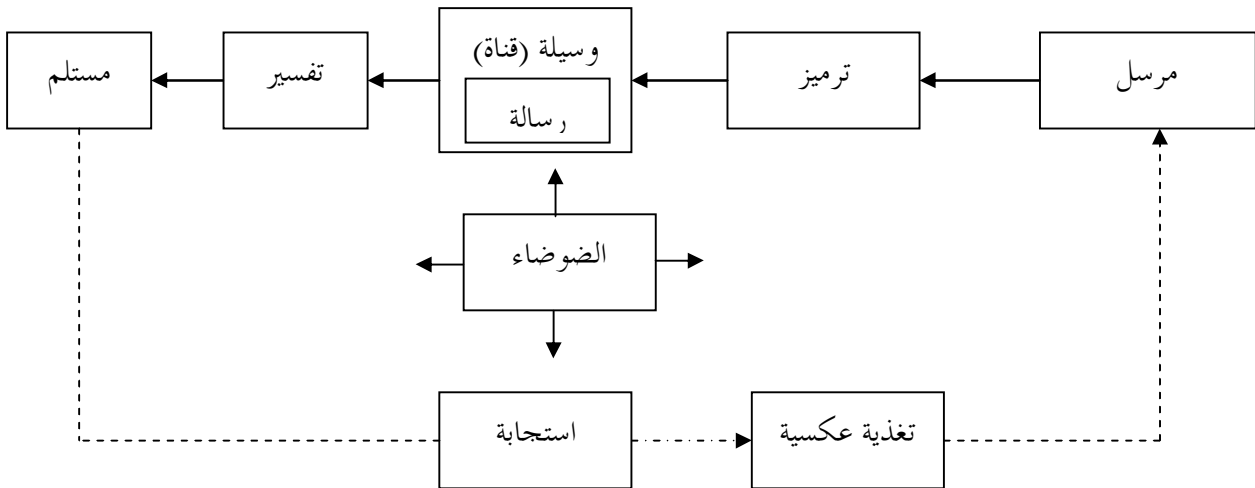 مرسل
ترميز
وسيلة (قناة)
رسالة
تفسير
مستلم
الضوضاء
استجابة
تغذية عكسية